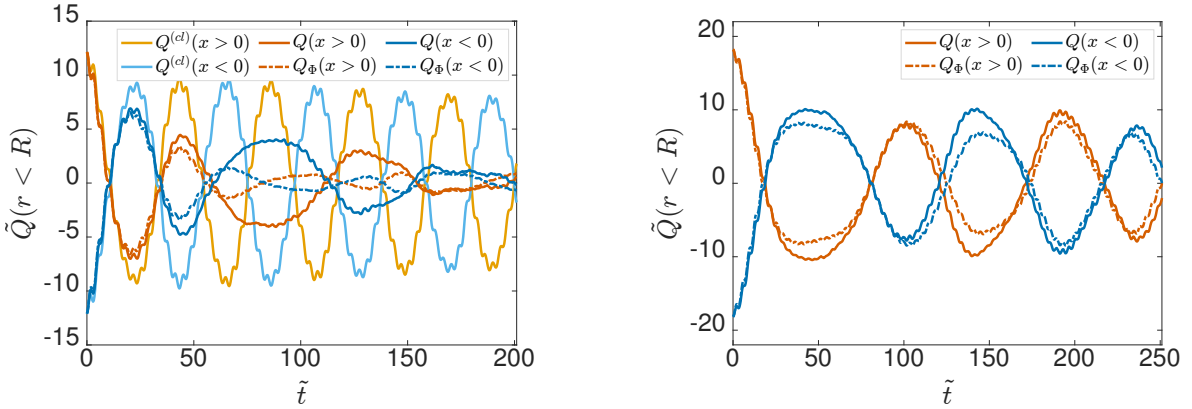 15
10
5
0
-5
-10
-15
Q̃(r < R)
Q^(cl)(x > 0) Q(x > 0) Q(x < 0)
Q^(cl)(x < 0) Q_Φ(x > 0) Q_Φ(x < 0)
0 50 100 150 200
t̃
20
10
0
-10
-20
Q̃(r < R)
Q(x > 0) Q(x < 0)
Q_Φ(x > 0) Q_Φ(x < 0)
0 50 100 150 200 250
t̃